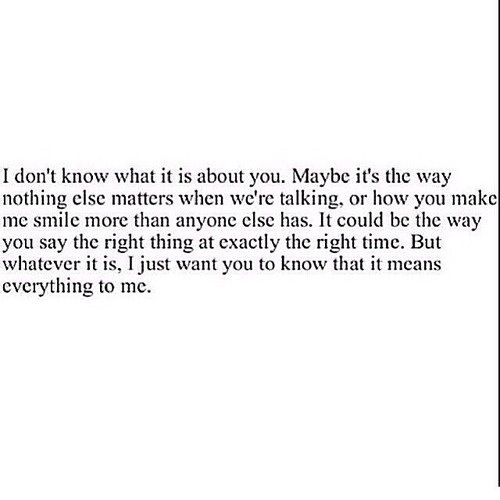 I don't know what it is about you. Maybe it's the way
nothing else matters when we're talking, or how you make
me smile more than anyone else has. It could be the way
you say the right thing at exactly the right time. But
whatever it is, I just want you to know that it means
everything to me.